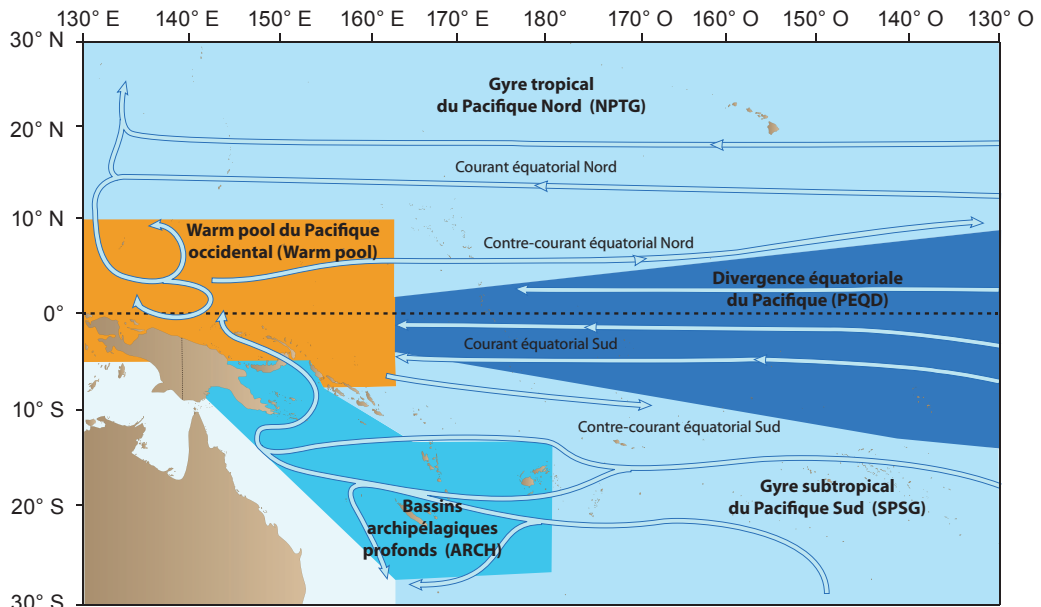 130° E 140° E 150° E 160° E 170° E 180° 170° O 160° O 150° O 140° O 130° O
30° N
Gyre tropical
du Pacifique Nord (NPTG)
20° N
Courant équatorial Nord
10° N
Warm pool du Pacifique
occidental (Warm pool)
Contre-courant équatorial Nord
Divergence équatoriale
du Pacifique (PEQD)
0°
Courant équatorial Sud
10° S
Contre-courant équatorial Sud
Gyre subtropical
du Pacifique Sud (SPSG)
20° S
Bassins
archipélagiques
profonds (ARCH)
30° S